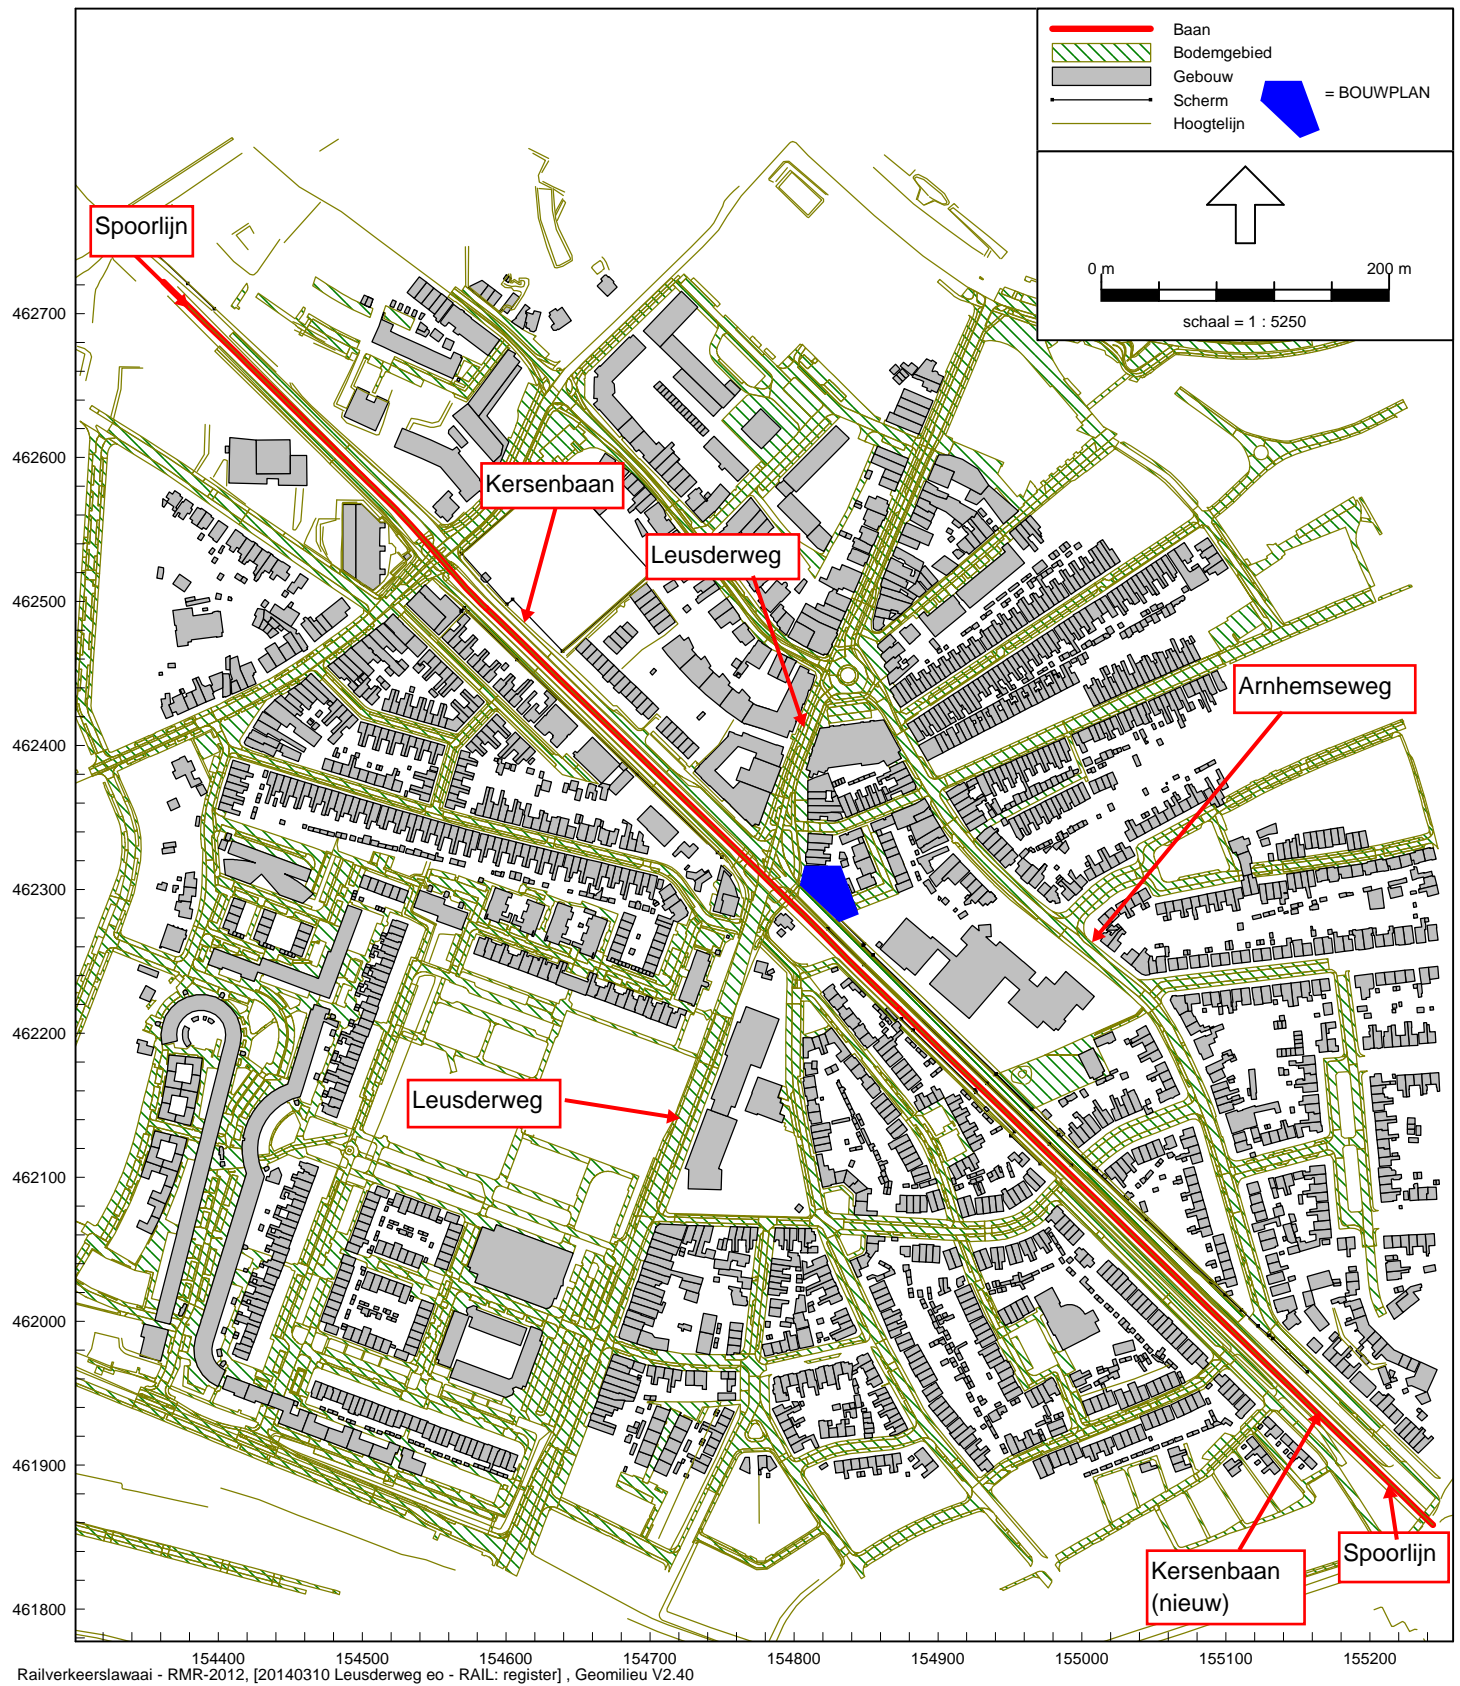 Baan
Bodemgebied
Gebouw
Scherm
Hoogtelijn
= BOUWPLAN
0 m
200 m
schaal = 1 : 5250
Spoorlijn
Kersenbaan
Leusderweg
Arnhemseweg
Leusderweg
Kersenbaan
(nieuw)
Spoorlijn
462700
462600
462500
462400
462300
462200
462100
462000
461900
461800
154400
154500
154600
154700
154800
154900
155000
155100
155200
Railverkeerslawaai - RMR-2012, [20140310 Leusderweg eo - RAIL: register] , Geomilieu V2.40